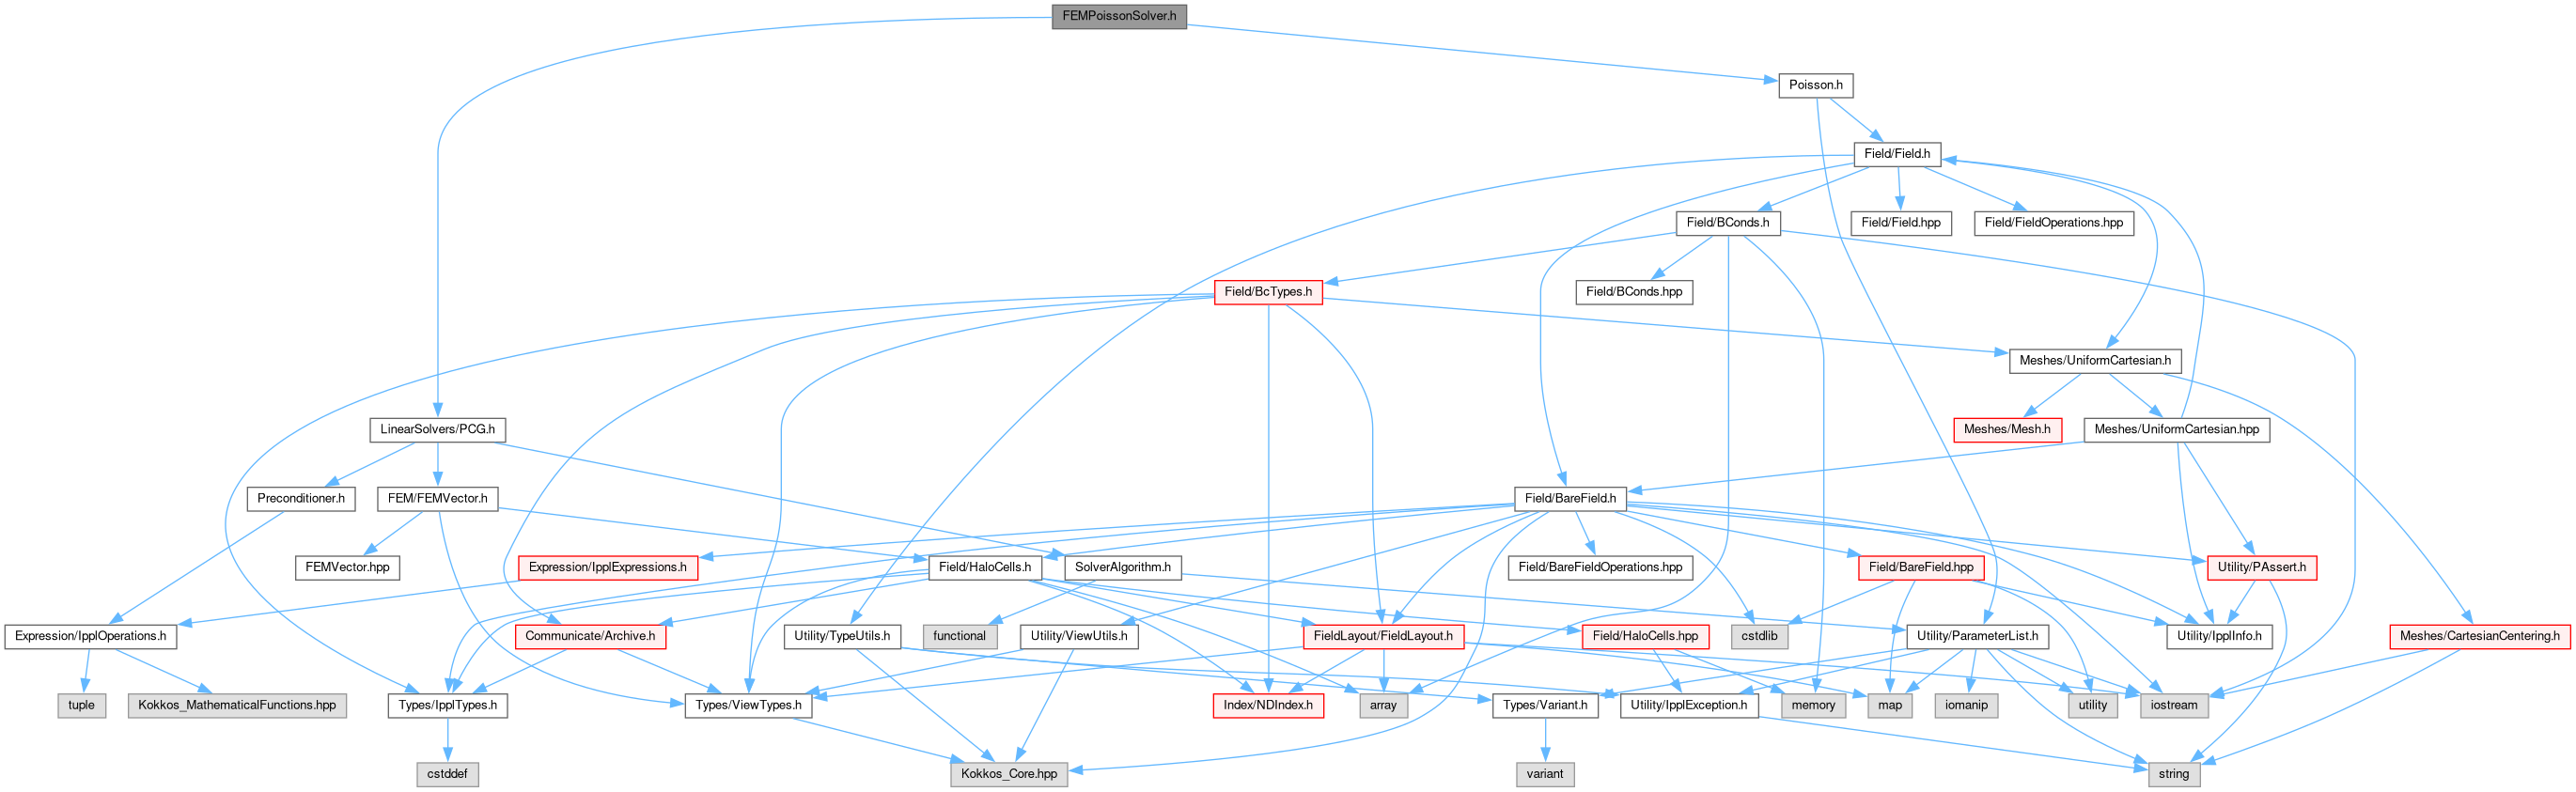 FEMPoissonSolver.h
Poisson.h
Field/Field.h
Field/BConds.h
Field/Field.hpp
Field/FieldOperations.hpp
Field/BcTypes.h
Field/BConds.hpp
Meshes/UniformCartesian.h
LinearSolvers/PCG.h
Meshes/Mesh.h
Meshes/UniformCartesian.hpp
Preconditioner.h
FEM/FEMVector.h
Field/BareField.h
FEMVector.hpp
Expression/IpplExpressions.h
Field/HaloCells.h
SolverAlgorithm.h
Field/BareFieldOperations.hpp
Field/BareField.hpp
Utility/PAssert.h
Expression/IpplOperations.h
Communicate/Archive.h
Utility/TypeUtils.h
functional
Utility/ViewUtils.h
FieldLayout/FieldLayout.h
Field/HaloCells.hpp
cstdlib
Utility/ParameterList.h
Utility/IpplInfo.h
Meshes/CartesianCentering.h
tuple
Kokkos_MathematicalFunctions.hpp
Types/IpplTypes.h
Types/ViewTypes.h
Index/NDIndex.h
array
Types/Variant.h
Utility/IpplException.h
memory
map
iomanip
utility
iostream
cstddef
Kokkos_Core.hpp
variant
string